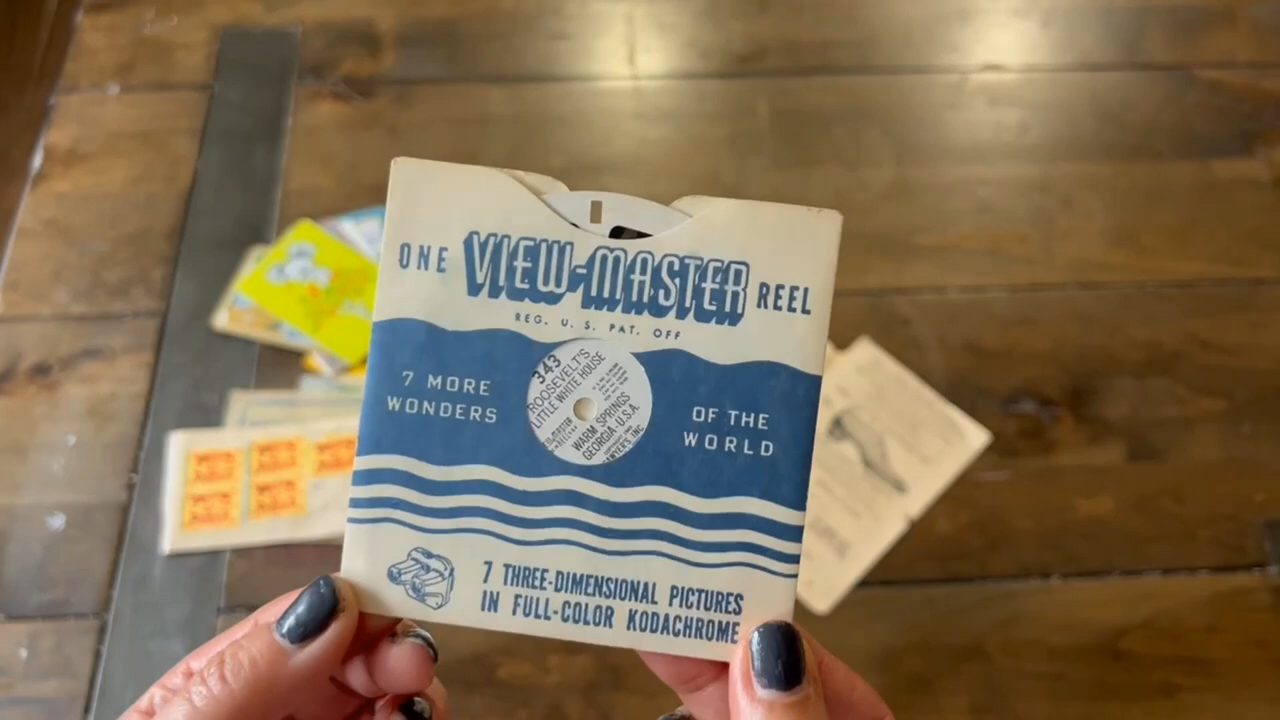 ONE VIEW-MASTER REEL
REG. U. S. PAT. OFF
7 MORE
WONDERS
343
ROOSEVELT'S
LITTLE WHITE HOUSE
WARM SPRINGS
GEORGIA-U.S.A.
OF THE
WORLD
7 THREE-DIMENSIONAL PICTURES
IN FULL-COLOR KODACHROME